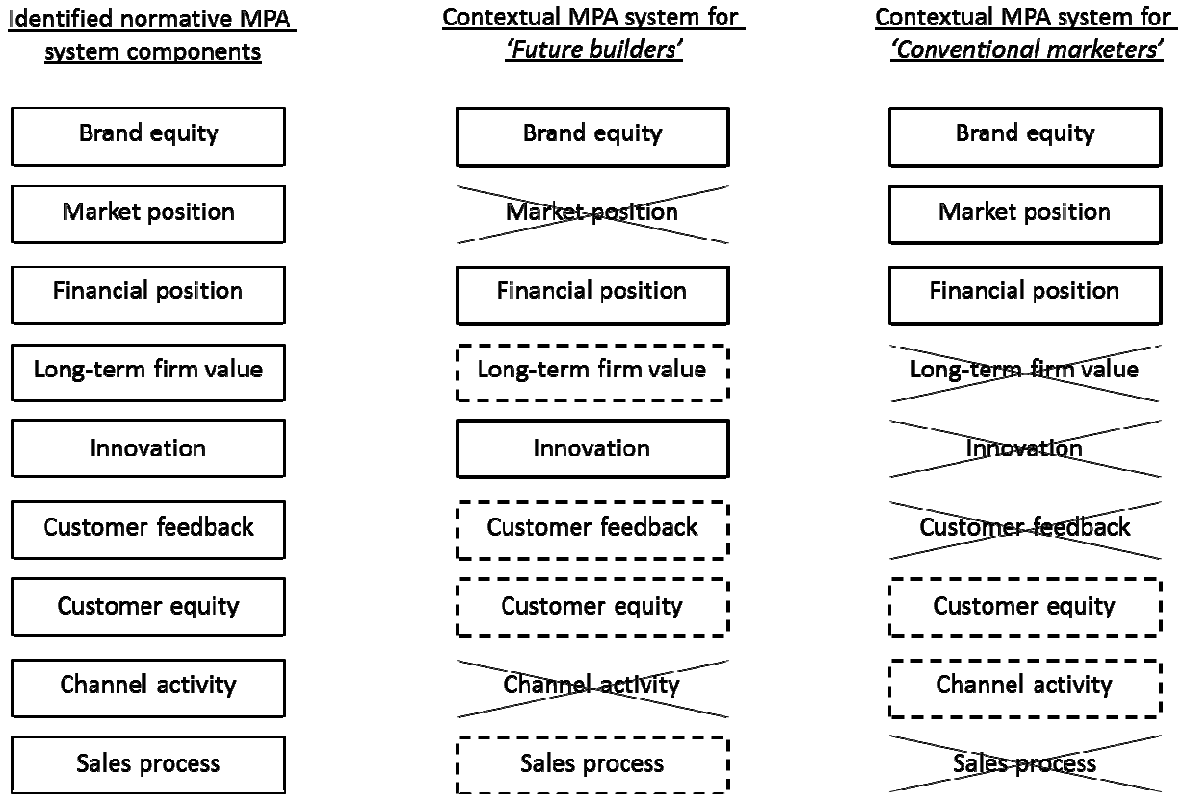 Identified normative MPA
system components
Brand equity
Market position
Financial position
Long-term firm value
Innovation
Customer feedback
Customer equity
Channel activity
Sales process
Contextual MPA system for
‘Future builders’
Brand equity
Market position
Financial position
Long-term firm value
Innovation
Customer feedback
Customer equity
Channel activity
Sales process
Contextual MPA system for
‘Conventional marketers’
Brand equity
Market position
Financial position
Long-term firm value
Innovation
Customer feedback
Customer equity
Channel activity
Sales process